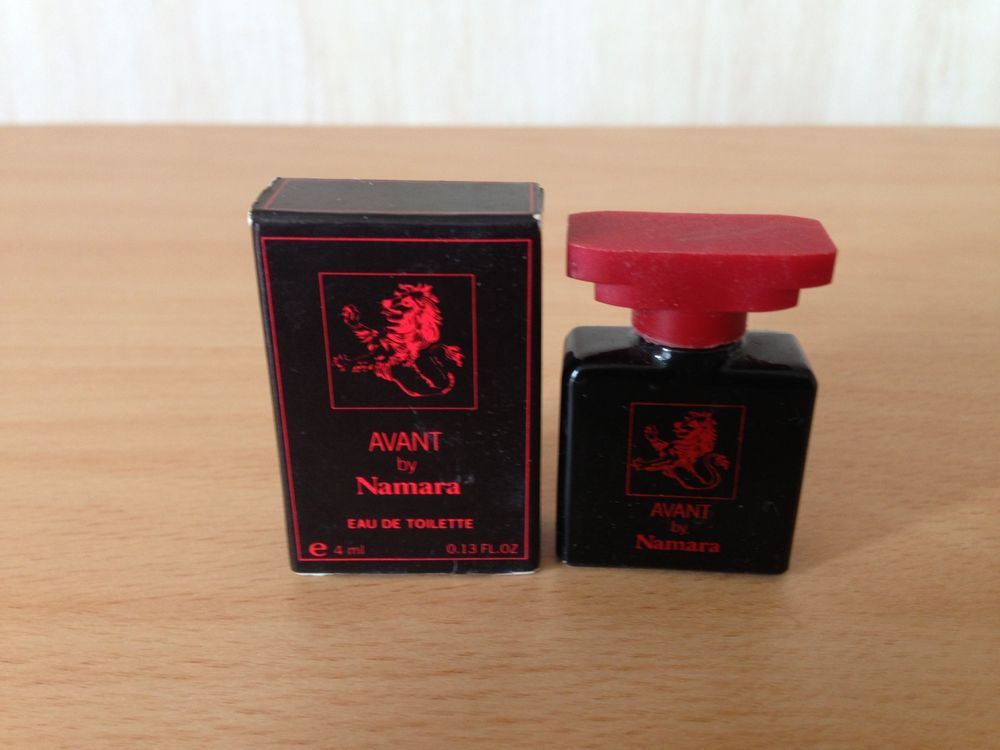 AVANT
by
Namara
EAU DE TOILETTE
e 4 ml 0.13 FL.OZ
AVANT
by
Namara